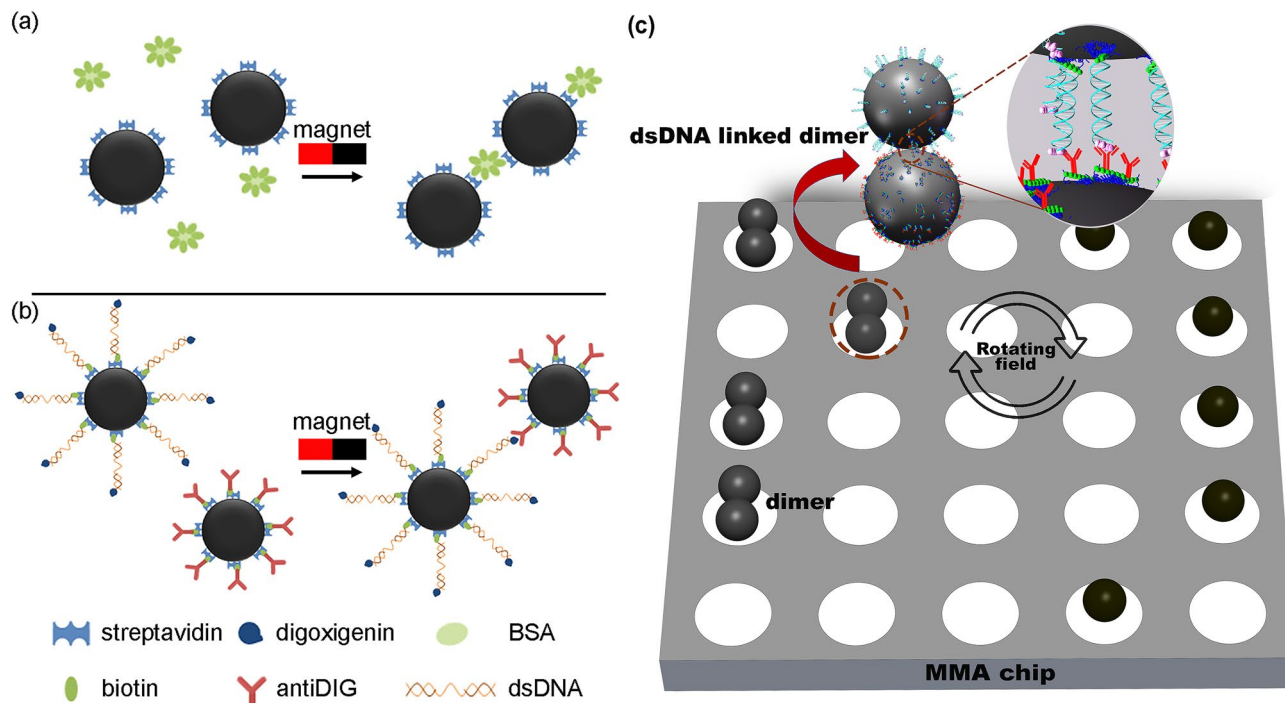 (a)
magnet
(b)
magnet
streptavidin
digoxigenin
BSA
biotin
antiDIG
dsDNA
(c)
dsDNA linked dimer
Rotating
field
dimer
MMA chip